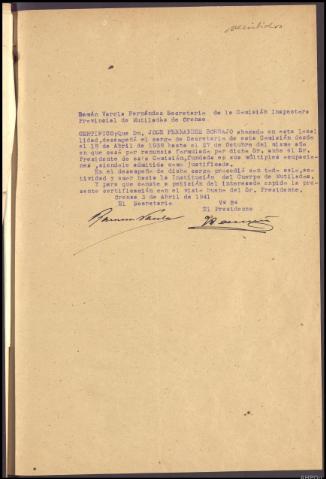 Ramón Varela Fernández Secretario de la Comisión Inspectora
Provincial de Mutilados de Orense
CERTIFICO; Que Dn, JOSE FERNANDEZ BORRAJO abonado en esta local
lidad, desempeñó el cargo de Secretario de esta Comisión desde
el 18 de Abril de 1938 hasta el 27 de Octubre del mismo año
en que cesó por renuncia formulada por dicho Sr. ante el Sr.
Presidente de esta Comisión, fundada en sus múltiples ocupacio-
nes, siendole admitida como justificada.
En el desempeño de dicho cargo procedió con todo celo, ac-
tividad y amor hacia la Institución del Cuerpo de Mutilados.
Y para que conste a petición del interesado expido la pre-
sente certificación con el visto bueno del Sr. Presidente.
Orense 3 de Abril de 1941
El Secretario Vº Bº
El Presidente
Ramon Varela